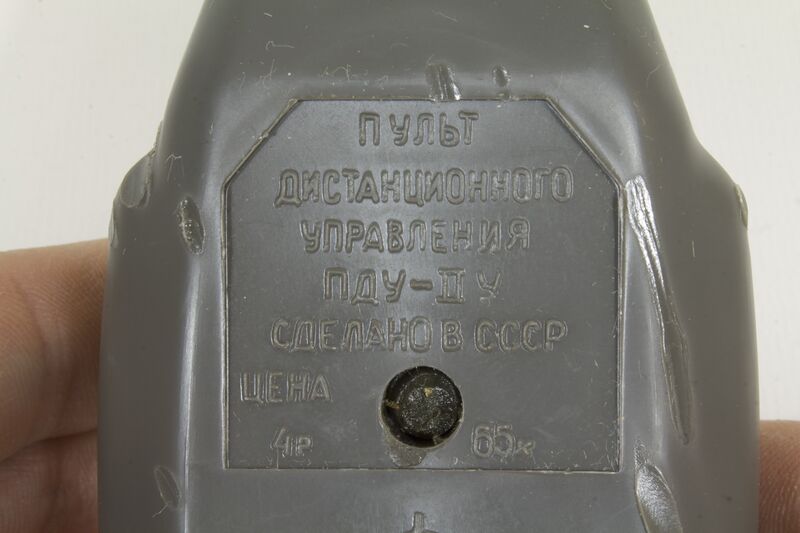 ПУЛЬТ
ДИСТАНЦИОННОГО
УПРАВЛЕНИЯ
ПДУ-II У
СДЕЛАНО В СССР
ЦЕНА
4р 65к